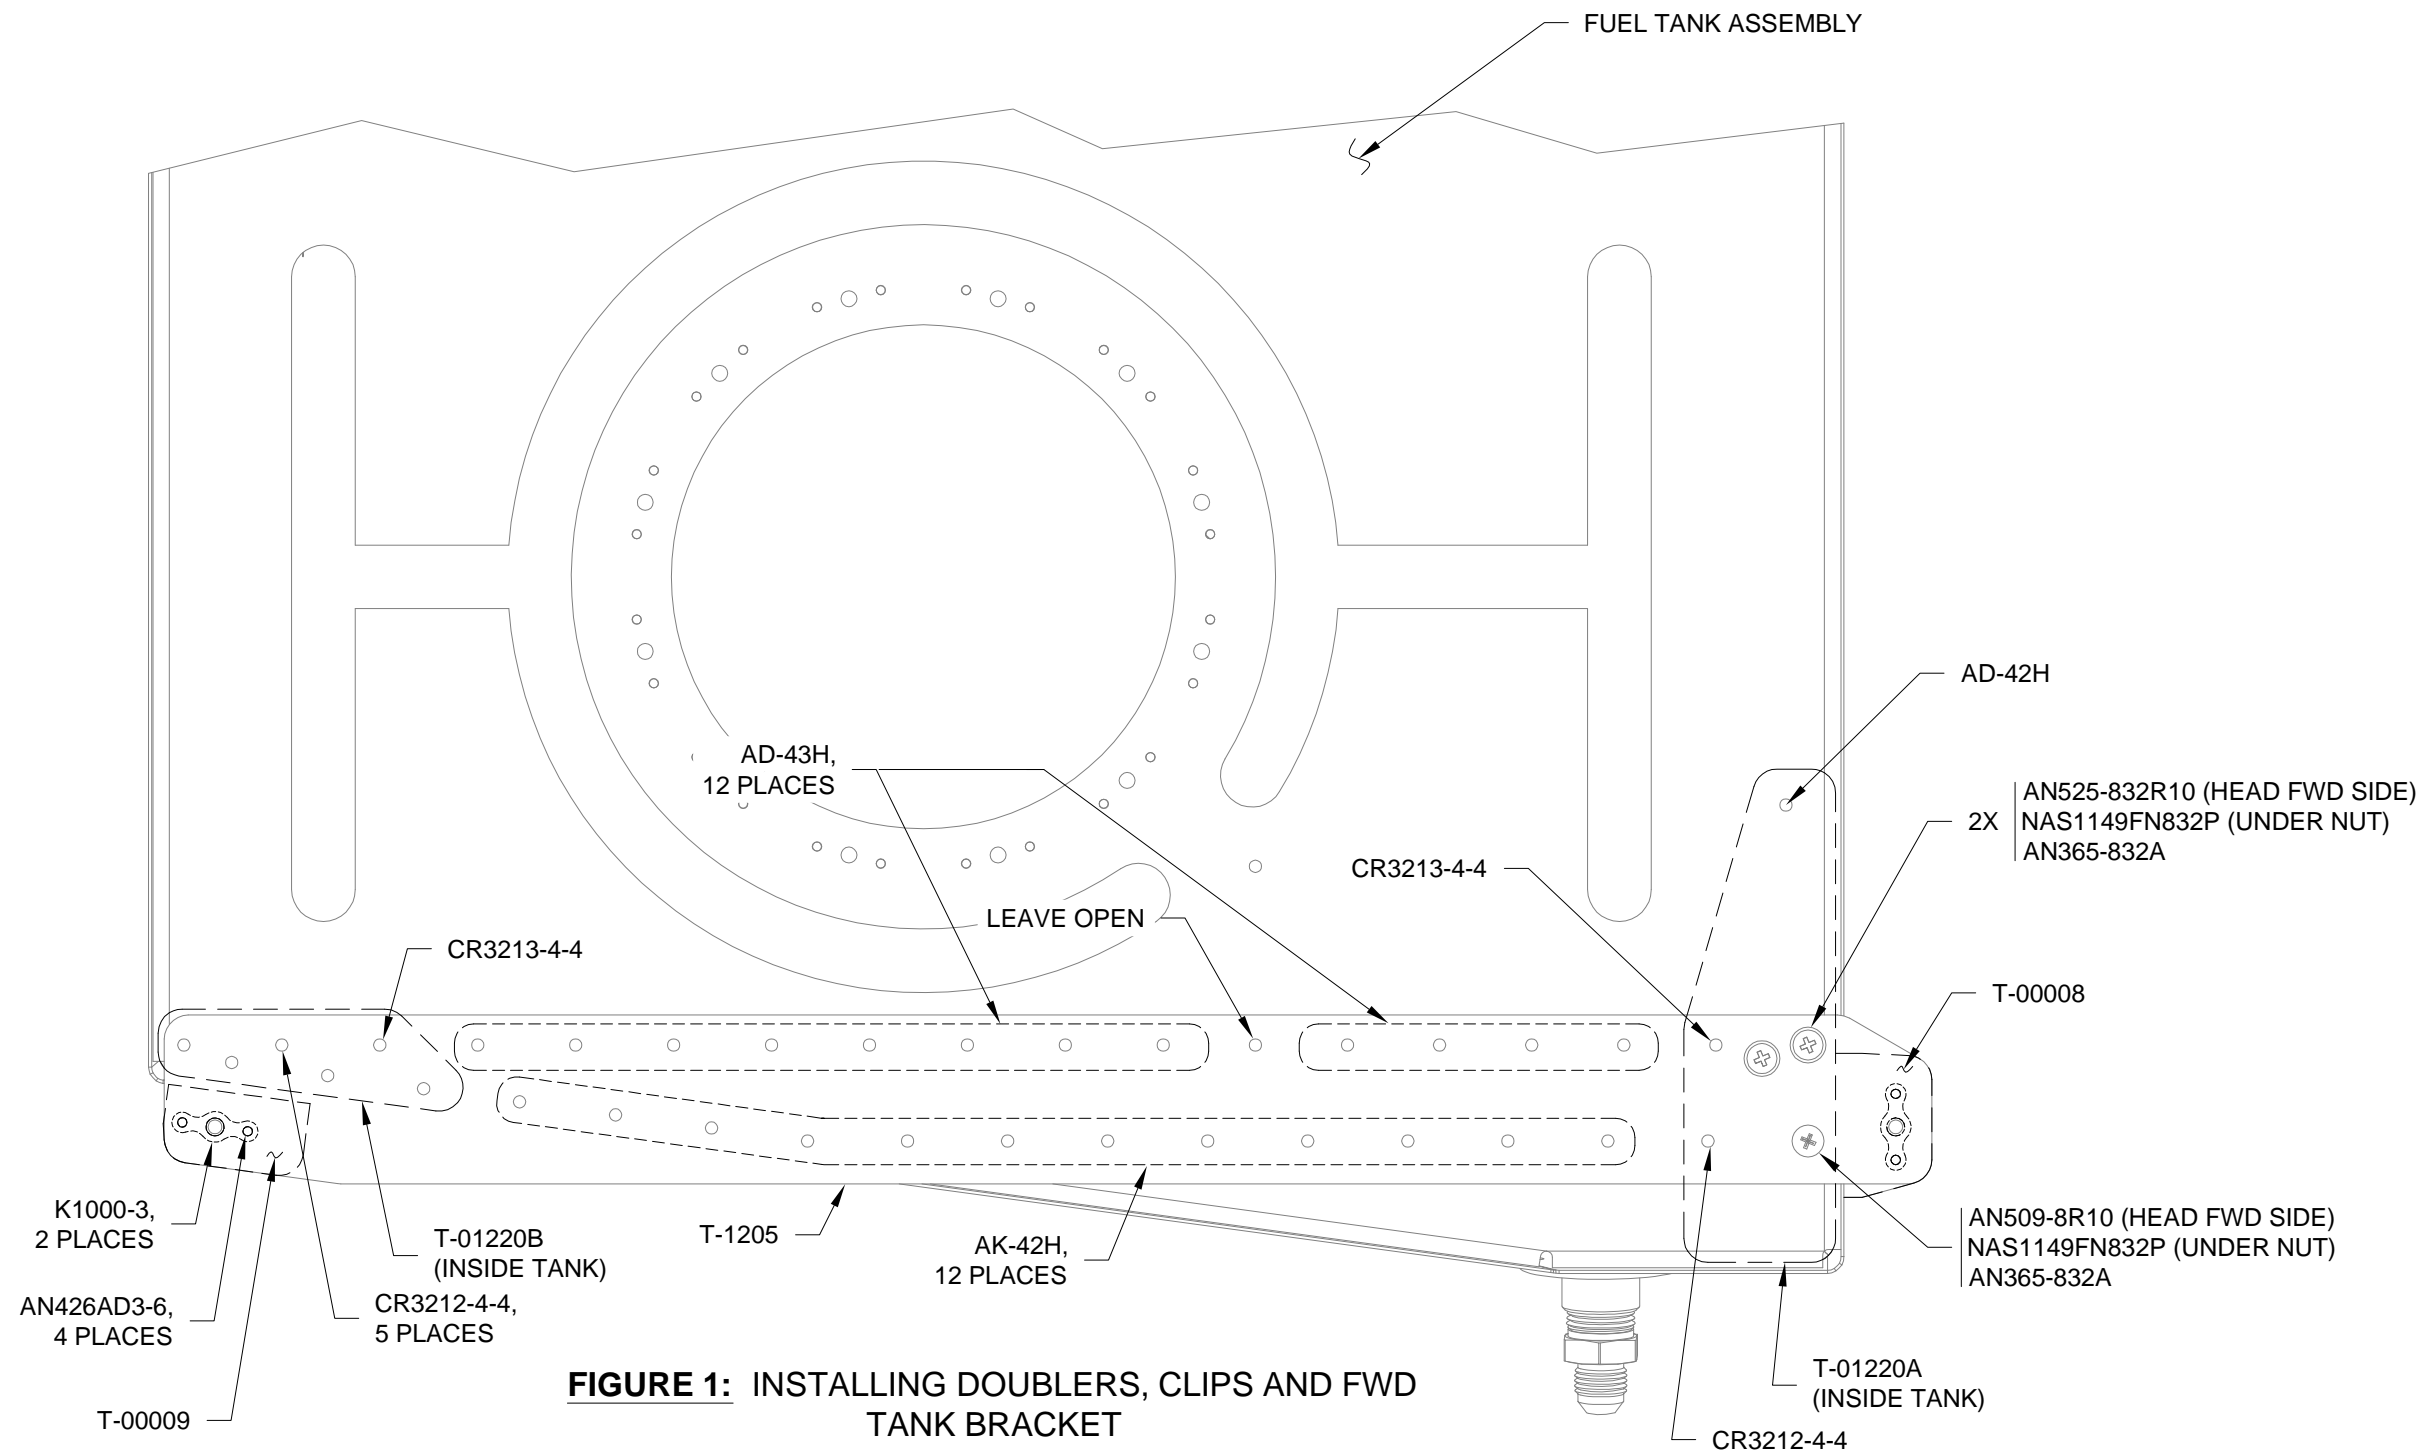 FUEL TANK ASSEMBLY
AD-42H
AD-43H,
12 PLACES
AN525-832R10 (HEAD FWD SIDE)
2X NAS1149FN832P (UNDER NUT)
AN365-832A
CR3213-4-4
LEAVE OPEN
CR3213-4-4
T-00008
K1000-3,
2 PLACES
T-01220B
(INSIDE TANK)
T-1205
AK-42H,
12 PLACES
AN509-8R10 (HEAD FWD SIDE)
NAS1149FN832P (UNDER NUT)
AN365-832A
AN426AD3-6,
4 PLACES
CR3212-4-4,
5 PLACES
T-01220A
(INSIDE TANK)
T-00009
CR3212-4-4
FIGURE 1: INSTALLING DOUBLERS, CLIPS AND FWD
TANK BRACKET